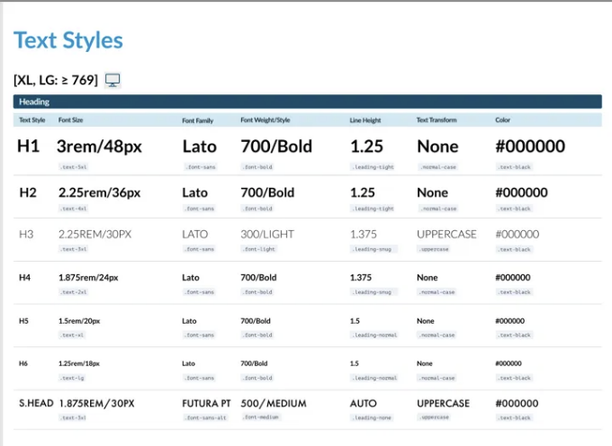 Text Styles
[XL, LG: ≥ 769]
Heading
Text Style Font Size Font Family Font Weight/Style Line Height Text Transform Color
H1 3rem/48px Lato 700/Bold 1.25 None #000000
.text-5xl .font-sans .font-bold .leading-tight .normal-case .text-black
H2 2.25rem/36px Lato 700/Bold 1.25 None #000000
.text-4xl .font-sans .font-bold .leading-tight .normal-case .text-black
H3 2.25REM/30PX LATO 300/LIGHT 1.375 UPPERCASE #000000
.text-3xl .font-sans .font-light .leading-snug .uppercase .text-black
H4 1.875rem/24px Lato 700/Bold 1.375 None #000000
.text-2xl .font-sans .font-bold .leading-snug .normal-case .text-black
H5 1.5rem/20px Lato 700/Bold 1.5 None #000000
.text-xl .font-sans .font-bold .leading-normal .normal-case .text-black
H6 1.25rem/18px Lato 700/Bold 1.5 None #000000
.text-lg .font-sans .font-bold .leading-normal .normal-case .text-black
S.HEAD 1.875REM/30PX FUTURA PT 500/MEDIUM AUTO UPPERCASE #000000
.text-3xl .font-sans-alt .font-medium .leading-none .uppercase .text-black